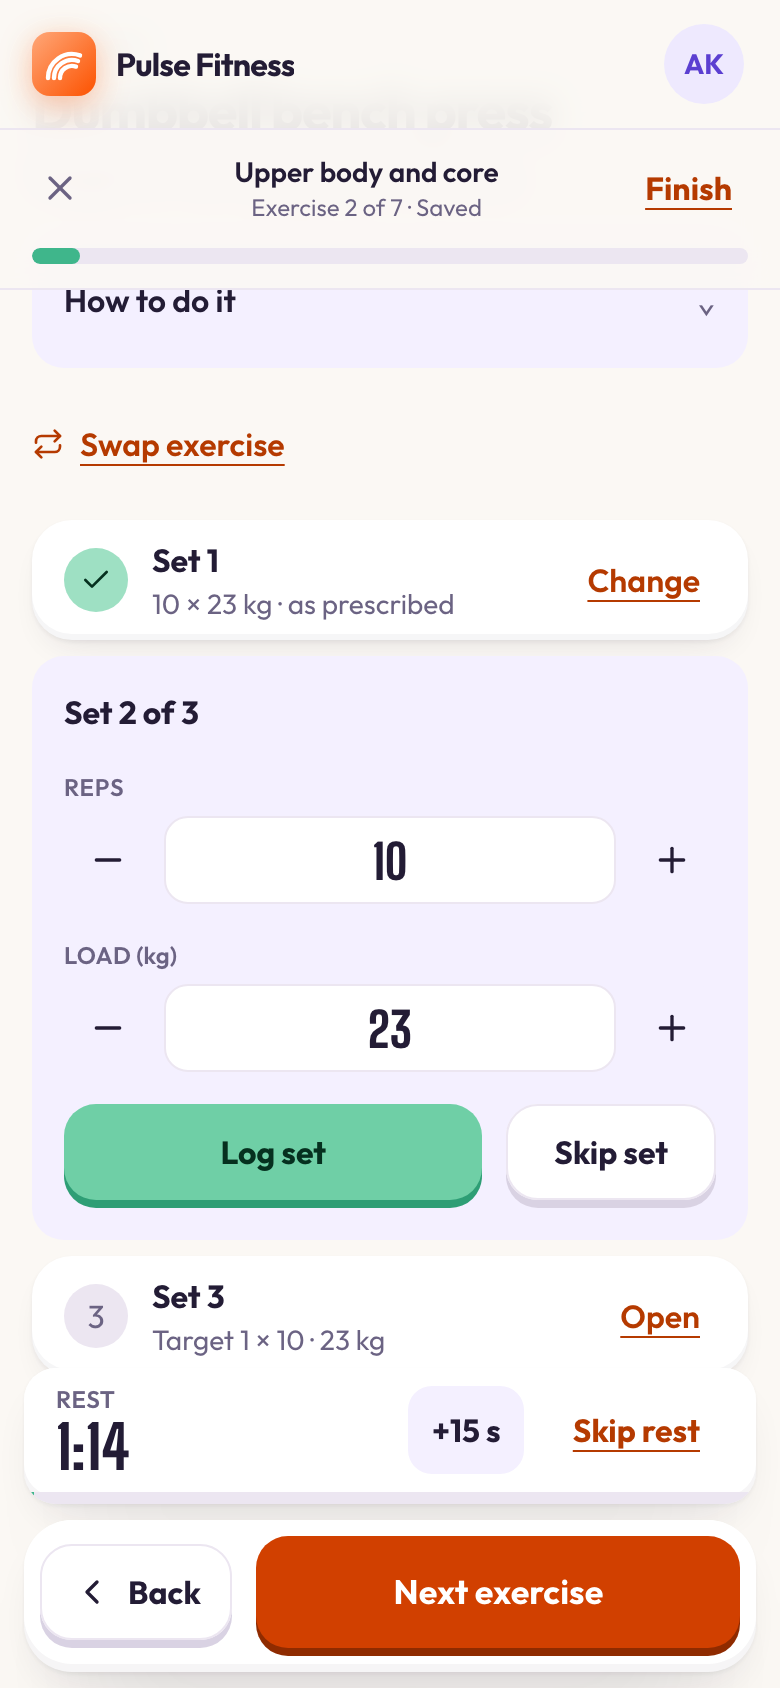 Pulse Fitness
AK
Dumbbell bench press
Upper body and core
Exercise 2 of 7 · Saved
Finish
How to do it
Swap exercise
Set 1
10 × 23 kg · as prescribed
Change
Set 2 of 3
REPS
10
LOAD (kg)
23
Log set
Skip set
3
Set 3
Target 1 × 10 · 23 kg
Open
REST
1:14
+15 s
Skip rest
Back
Next exercise